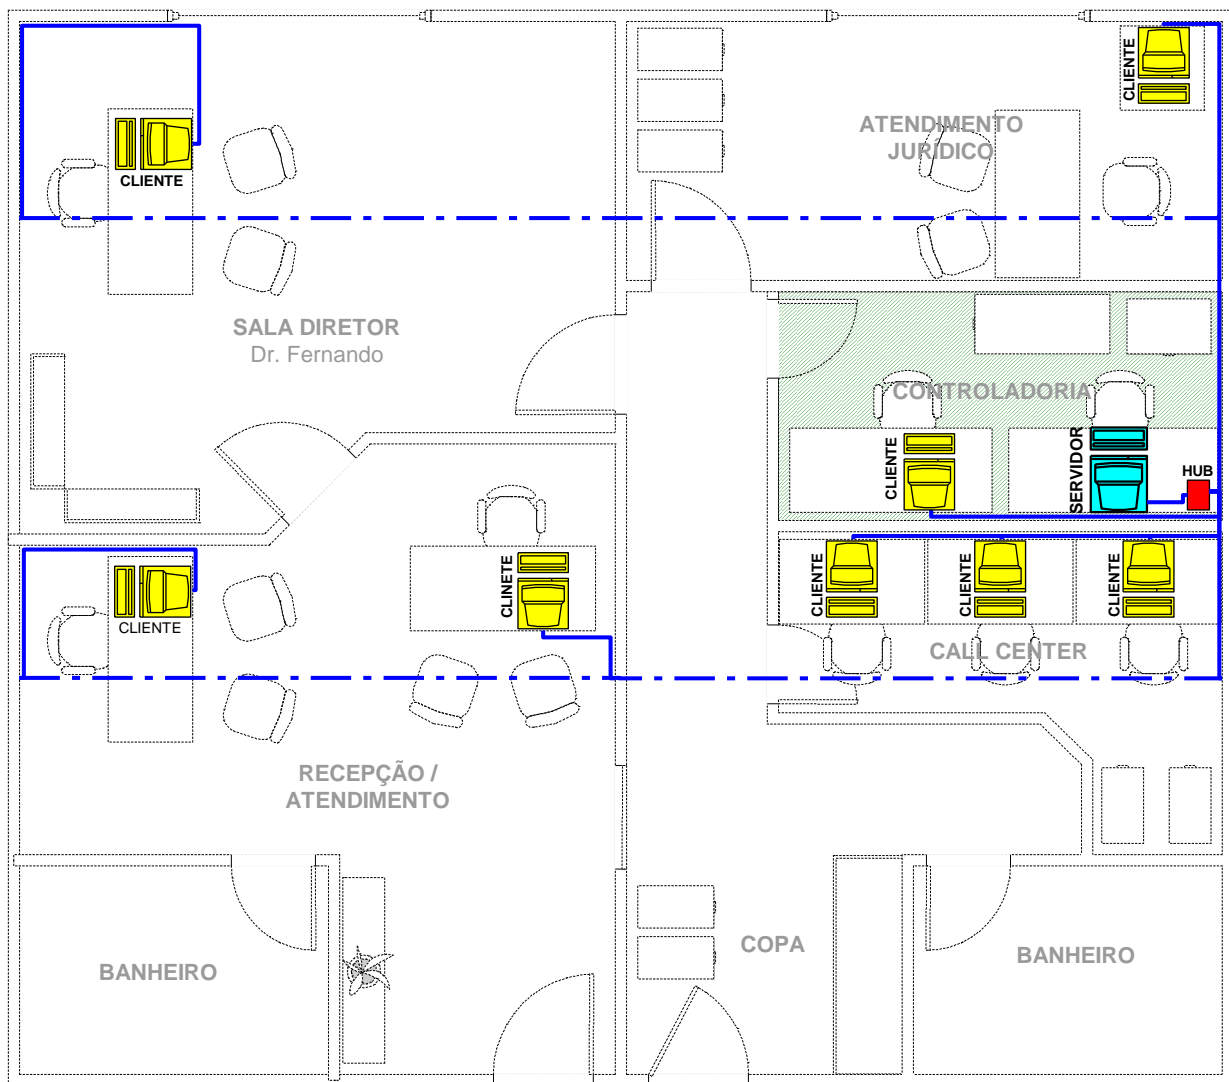 CLIENTE
ATENDIMENTO
JURÍDICO
CLIENTE
SALA DIRETOR
Dr. Fernando
CONTROLADORIA
CLIENTE
SERVIDOR
HUB
CLINETE
CLIENTE
CLIENTE
CLIENTE
CLIENTE
CALL CENTER
RECEPÇÃO /
ATENDIMENTO
COPA
BANHEIRO
BANHEIRO